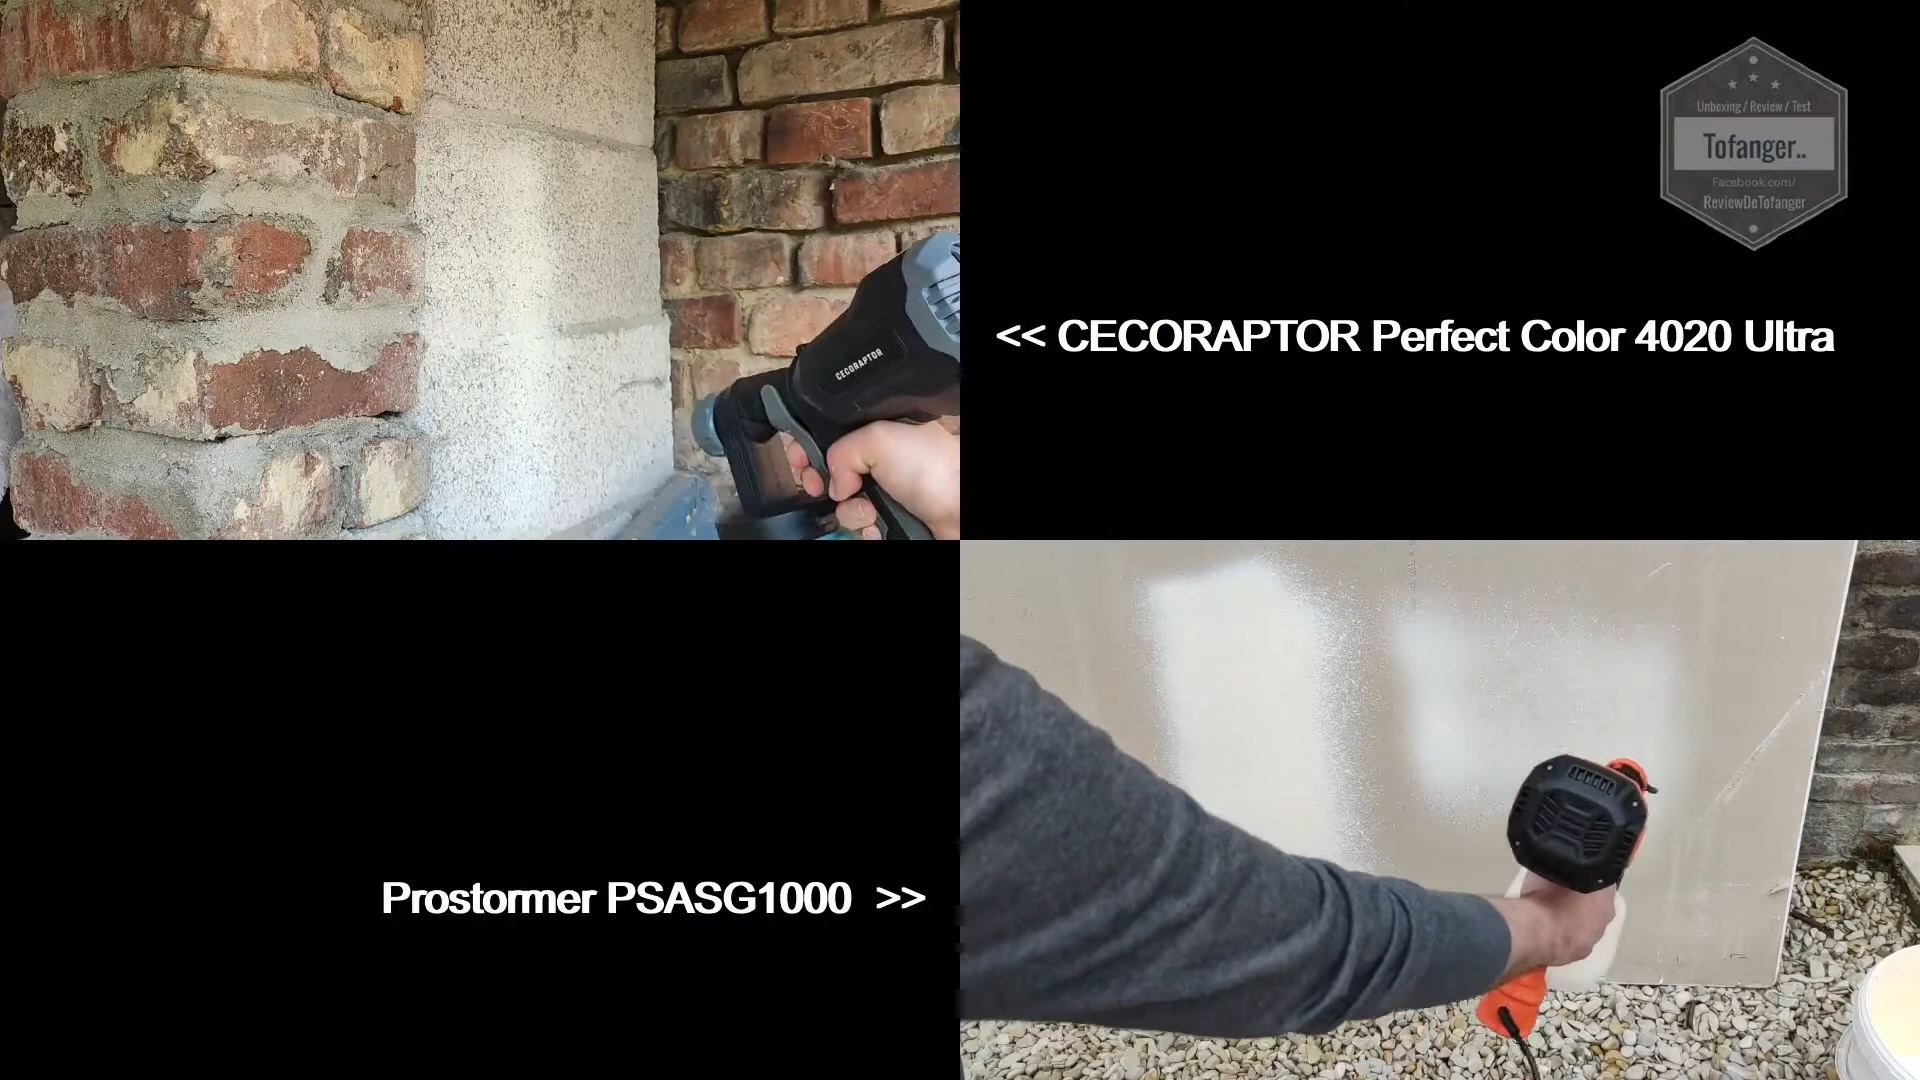 Unboxing / Review / Test
Tofanger..
Facebook.com/
ReviewDeTofanger
<< CECORAPTOR Perfect Color 4020 Ultra
CECORAPTOR
Prostormer PSASG1000 >>